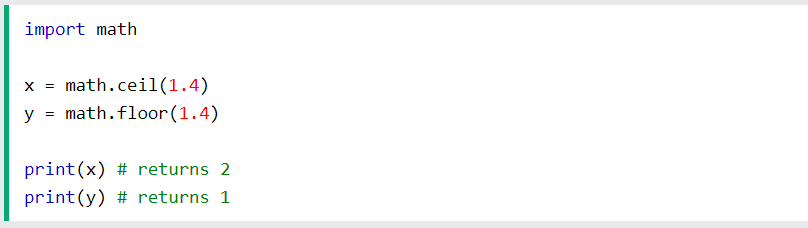 import math
x = math.ceil(1.4)
y = math.floor(1.4)
print(x) # returns 2
print(y) # returns 1